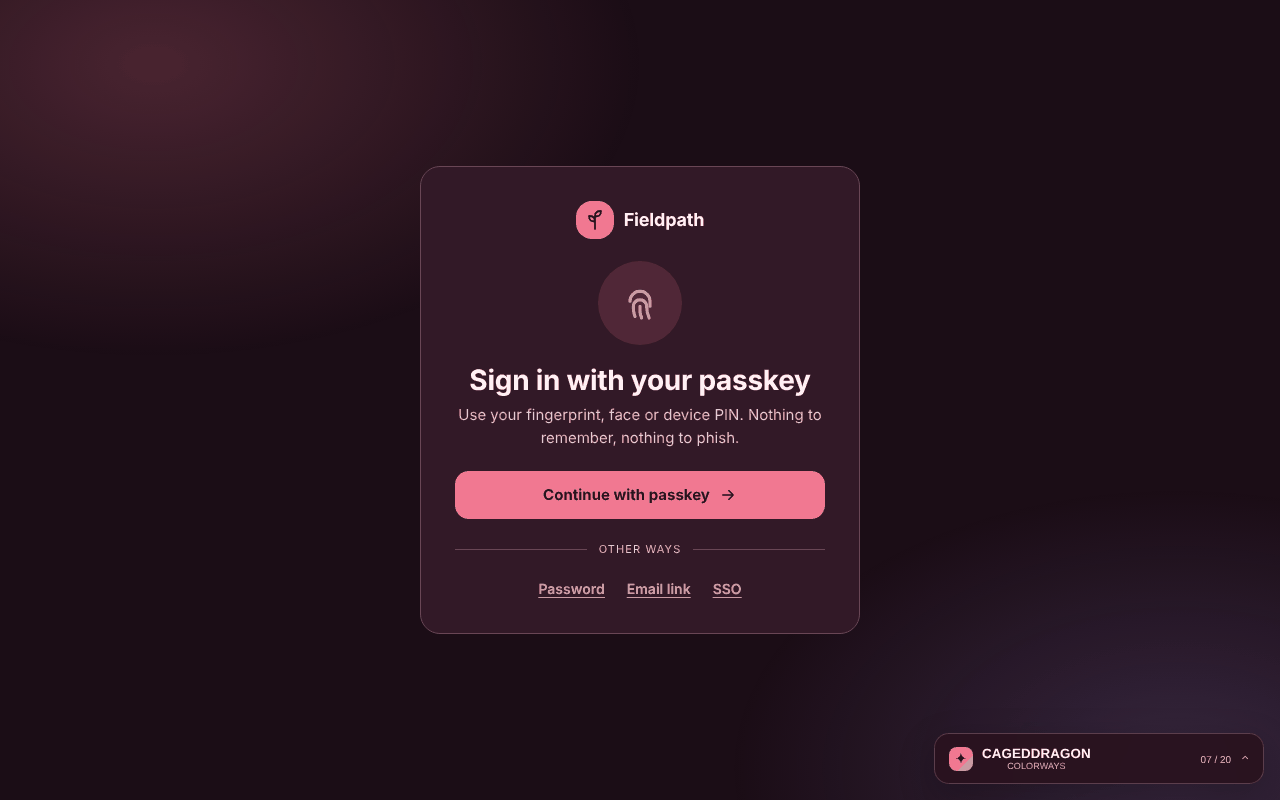 Fieldpath
Sign in with your passkey
Use your fingerprint, face or device PIN. Nothing to
remember, nothing to phish.
Continue with passkey →
OTHER WAYS
Password Email link SSO
CAGEDDRAGON
COLORWAYS
07 / 20